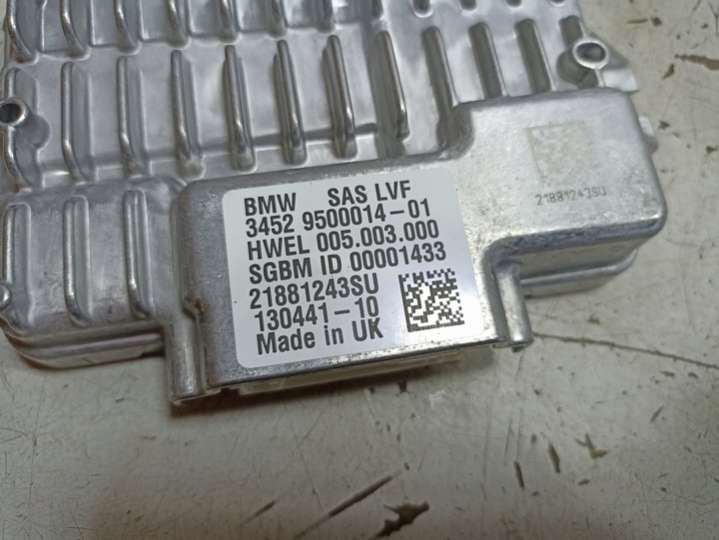 BMW SAS LVF
3452 9500014-01
HWEL 005.003.000
SGBM ID 00001433
21881243SU
130441-10
Made in UK
21881243SU